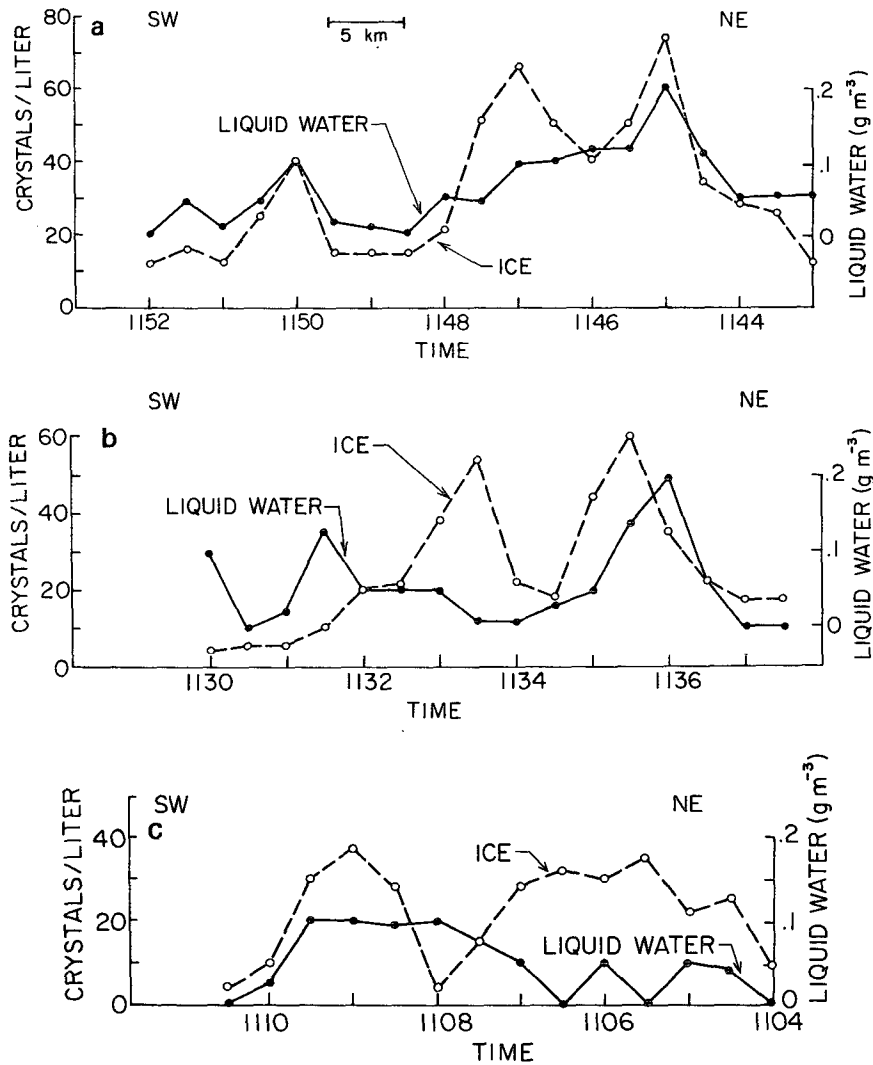 a
SW
5 km
NE
80
60
40
20
0
CRYSTALS/LITER
LIQUID WATER
ICE
.2
0.1
0
LIQUID WATER (g m⁻³)
1152
1150
1148
1146
1144
TIME
SW
NE
b
60
40
20
0
CRYSTALS/LITER
ICE
LIQUID WATER
0.2
.1
0
LIQUID WATER (g m⁻³)
1130
1132
1134
1136
TIME
SW
NE
c
40
20
0
CRYSTALS/LITER
ICE
LIQUID WATER
.2
0.1
0
LIQUID WATER (g m⁻³)
1110
1108
1106
1104
TIME